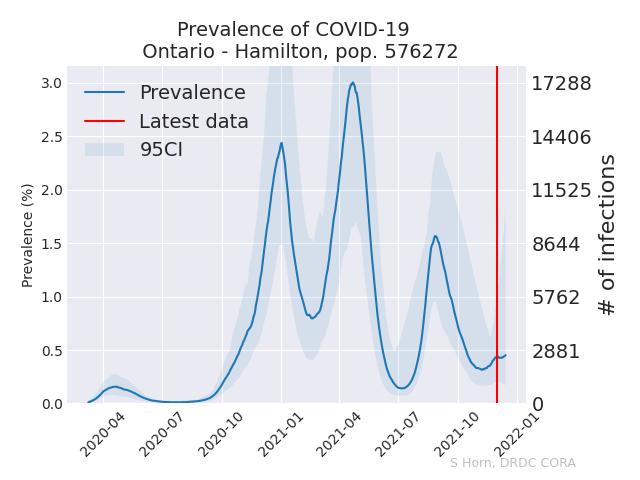 Prevalence of COVID-19
Ontario - Hamilton, pop. 576272
Prevalence
Latest data
95CI
Prevalence (%)
3.0
2.5
2.0
1.5
1.0
0.5
0.0
17288
14406
11525
8644
5762
2881
0
# of infections
2020-04
2020-07
2020-10
2021-01
2021-04
2021-07
2021-10
2022-01
S Horn, DRDC CORA